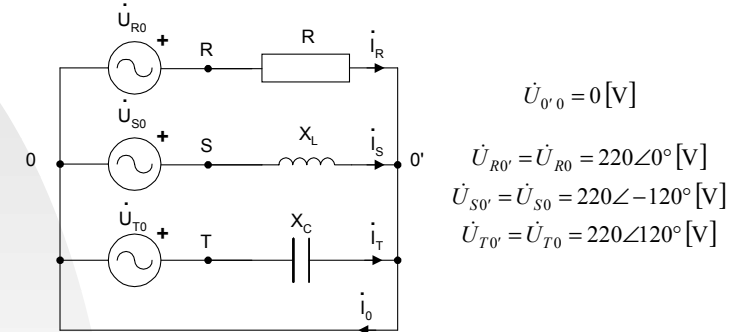 U̇R0
+
R
R
i̇R
U̇S0
+
S
XL
i̇S
0
0'
U̇T0
+
T
XC
i̇T
i̇0
U̇0′0 = 0 [V]
U̇R0′ = U̇R0 = 220∠0° [V]
U̇S0′ = U̇S0 = 220∠−120° [V]
U̇T0′ = U̇T0 = 220∠120° [V]